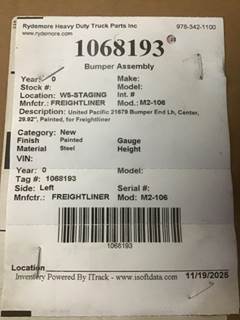 Rydemore Heavy Duty Truck Parts Inc 978-342-1100
www.rydemore.com
1068193
Bumper Assembly
Year: 0 Make:
Stock #: Model:
Location: W5-STAGING Int. #
Mnfctr.: FREIGHTLINER Mod: M2-106
Description: United Pacific 21679 Bumper End Lh, Center,
29.92", Painted, for Freightliner
Category: New
Finish Painted Gauge
Material Steel Height
VIN:
Year: 0 Model:
Tag #: 1068193
Side: Left Serial #:
Mnfctr.: FREIGHTLINER Mod: M2-106
1068193
Location
Inventory Powered By ITrack - www.isoftdata.com 11/19/2025